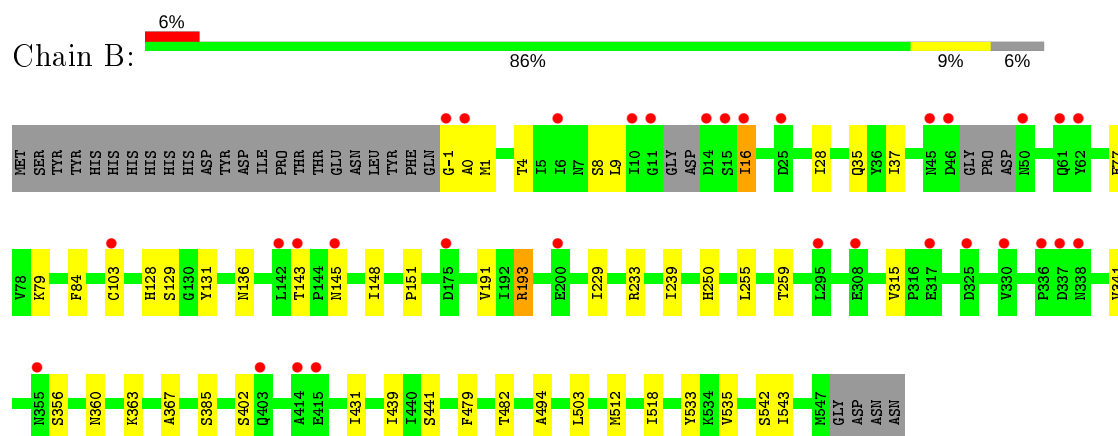 6%
Chain B:
86%
9%
6%
MET SER TYR TYR HIS HIS HIS HIS HIS HIS ASP TYR ASP ILE PRO THR THR GLU ASN LEU TYR PHE GLN G-1 A0 M1 T4 I5 I6 N7 S8 L9 I10 G11 GLY ASP D14 S15 I16 D25 I28 Q35 Y36 I37 N45 D46 GLY PRO ASP N50 Q61 Y62
V78 K79 F84 C103 H128 S129 G130 Y131 N136 L142 T143 P144 N145 I148 P151 D175 V191 I192 R193 E200 I229 R233 I239 H250 L255 T259 L295 E308 V315 P316 E317 D325 V330 P336 D337 N338 V341
N355 S356 N360 K363 A367 S385 S402 Q403 A414 E415 I431 I439 I440 S441 F479 T482 A494 L503 M512 I518 Y533 K534 V535 S542 I543 M547 GLY ASP ASN ASN